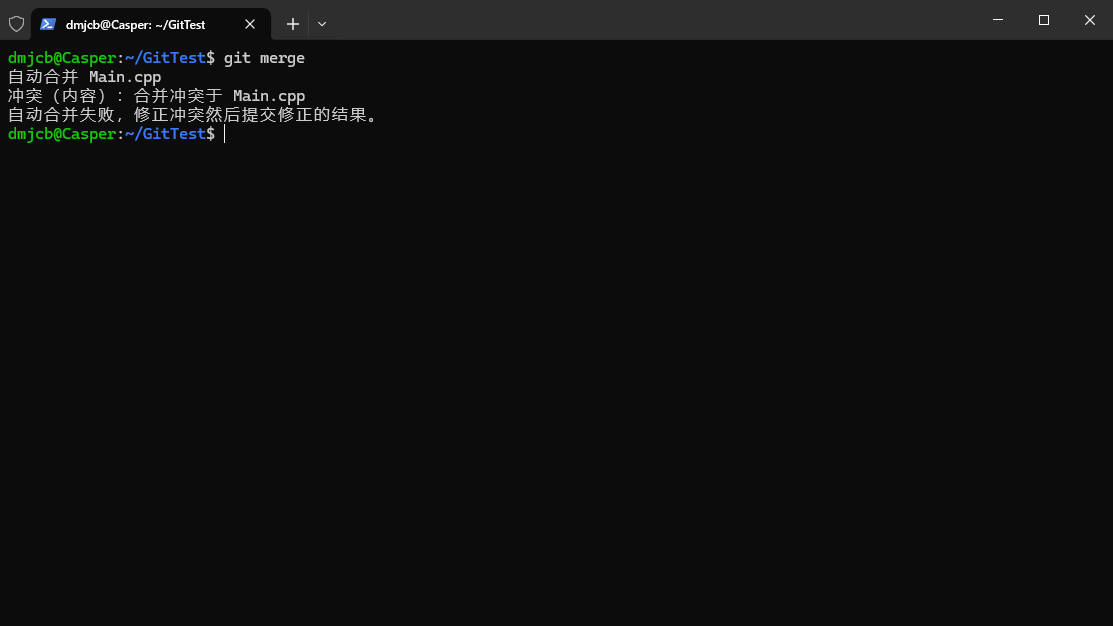 dmjcb@Casper: ~/GitTest
dmjcb@Casper:~/GitTest$ git merge
自动合并 Main.cpp
冲突（内容）：合并冲突于 Main.cpp
自动合并失败，修正冲突然后提交修正的结果。
dmjcb@Casper:~/GitTest$